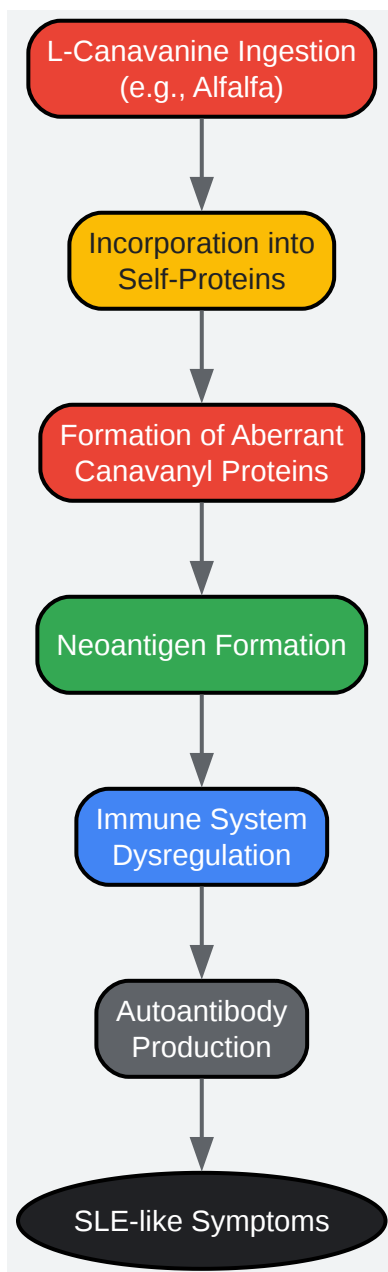 L-Canavanine Ingestion
(e.g., Alfalfa)
Incorporation into
Self-Proteins
Formation of Aberrant
Canavanyl Proteins
Neoantigen Formation
Immune System
Dysregulation
Autoantibody
Production
SLE-like Symptoms